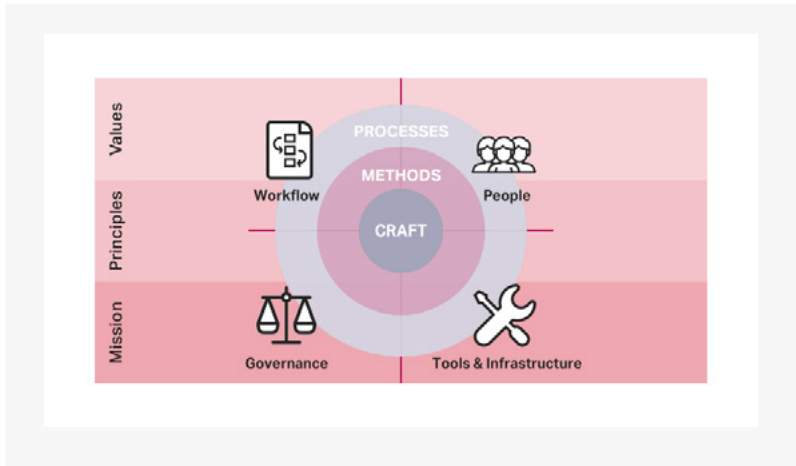 Values
PROCESSES
METHODS
Workflow
People
Principles
CRAFT
Mission
Governance
Tools & Infrastructure